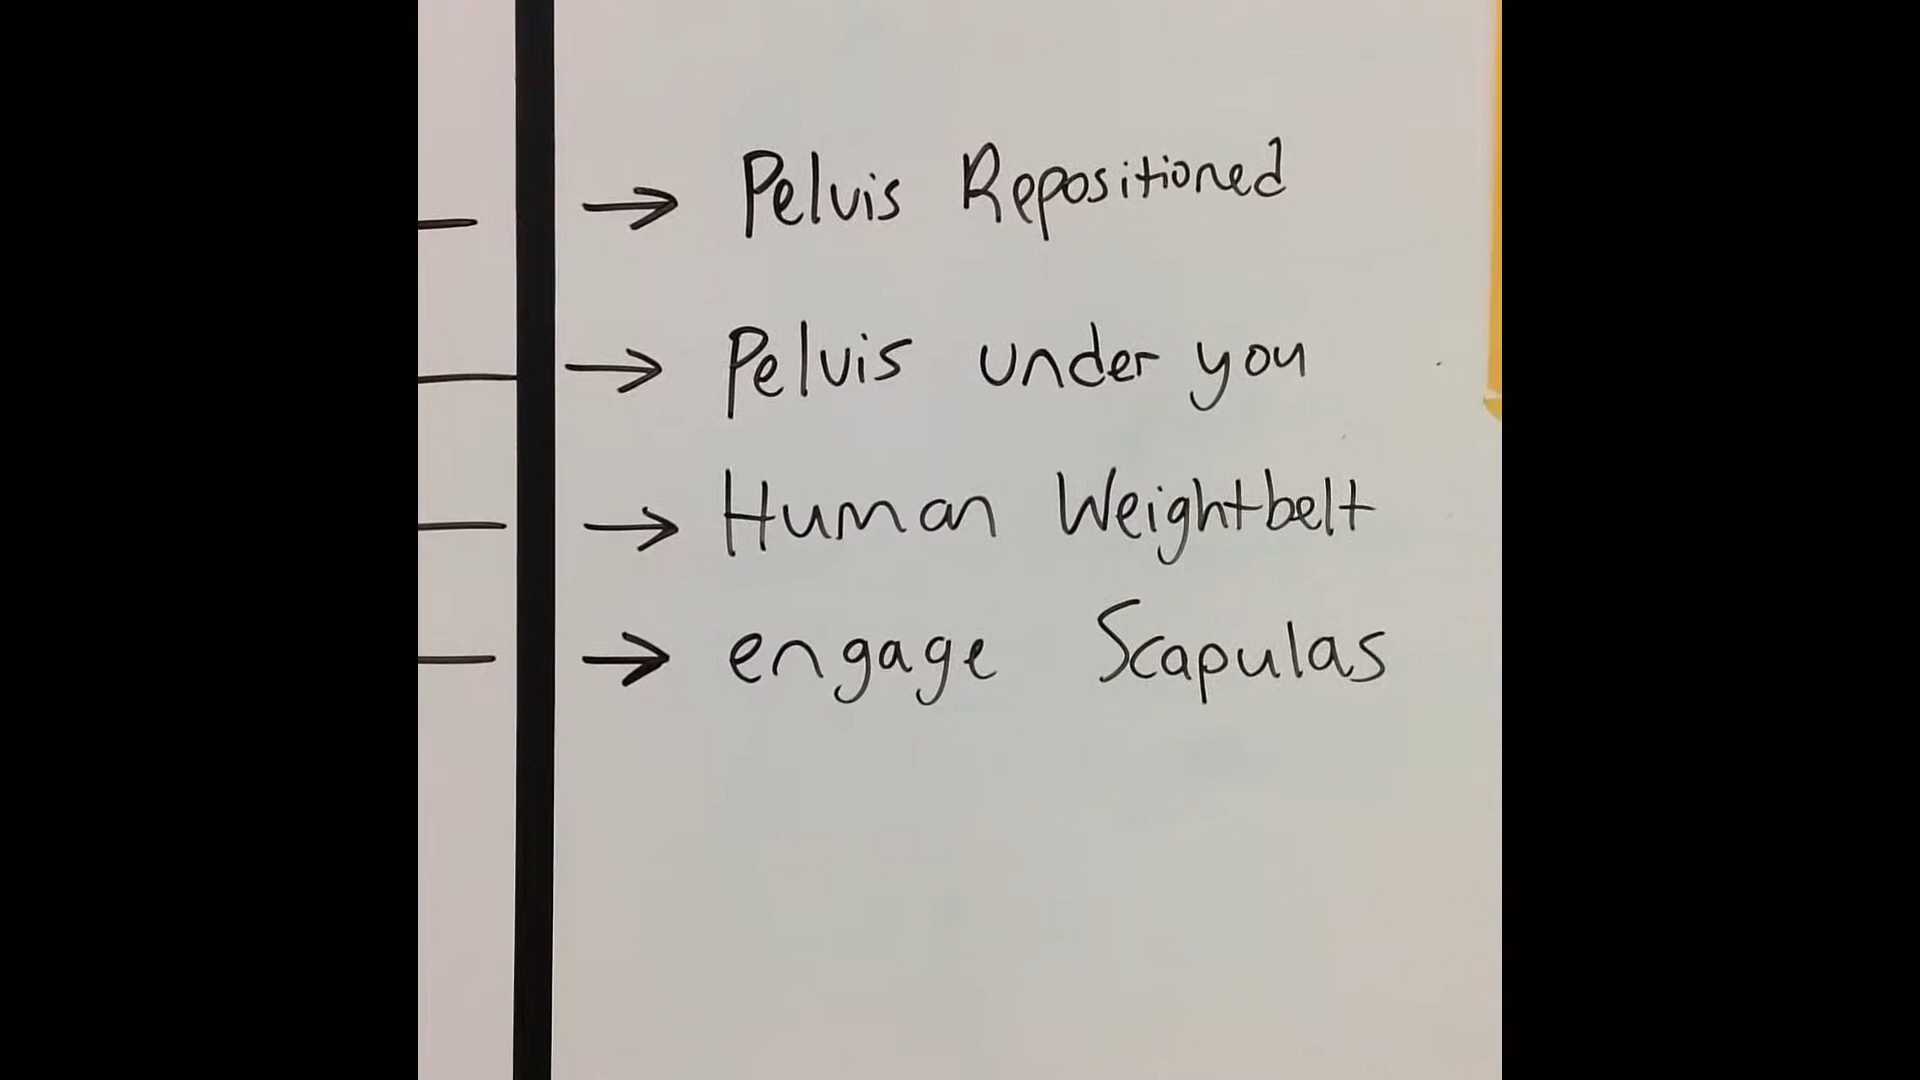 → Pelvis Repositioned
→ Pelvis under you
→ Human Weightbelt
→ engage Scapulas